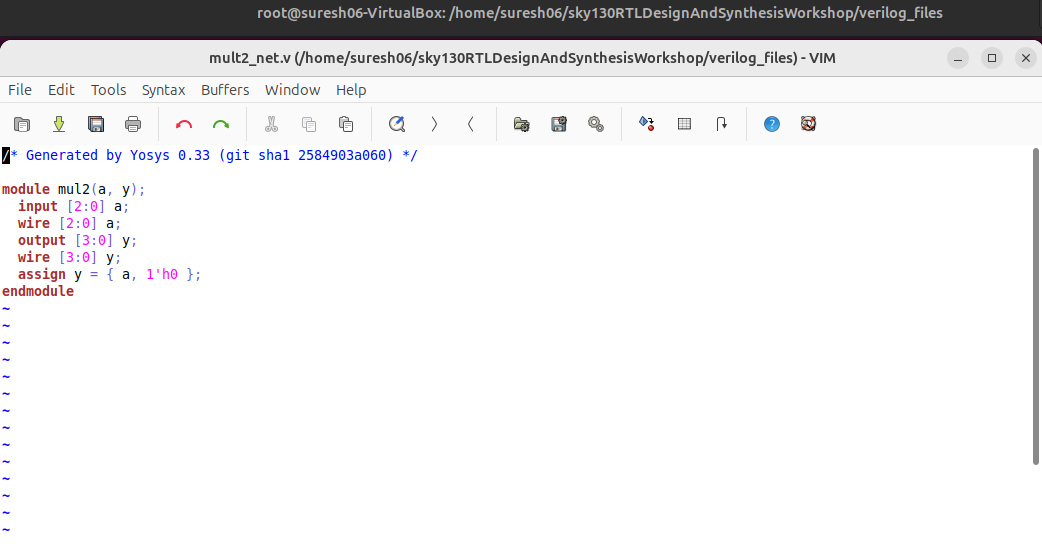 root@suresh06-VirtualBox: /home/suresh06/sky130RTLDesignAndSynthesisWorkshop/verilog_files
mult2_net.v (/home/suresh06/sky130RTLDesignAndSynthesisWorkshop/verilog_files) - VIM
File Edit Tools Syntax Buffers Window Help
/* Generated by Yosys 0.33 (git sha1 2584903a060) */
module mul2(a, y);
  input [2:0] a;
  wire [2:0] a;
  output [3:0] y;
  wire [3:0] y;
  assign y = { a, 1'h0 };
endmodule
~
~
~
~
~
~
~
~
~
~
~
~
~
~